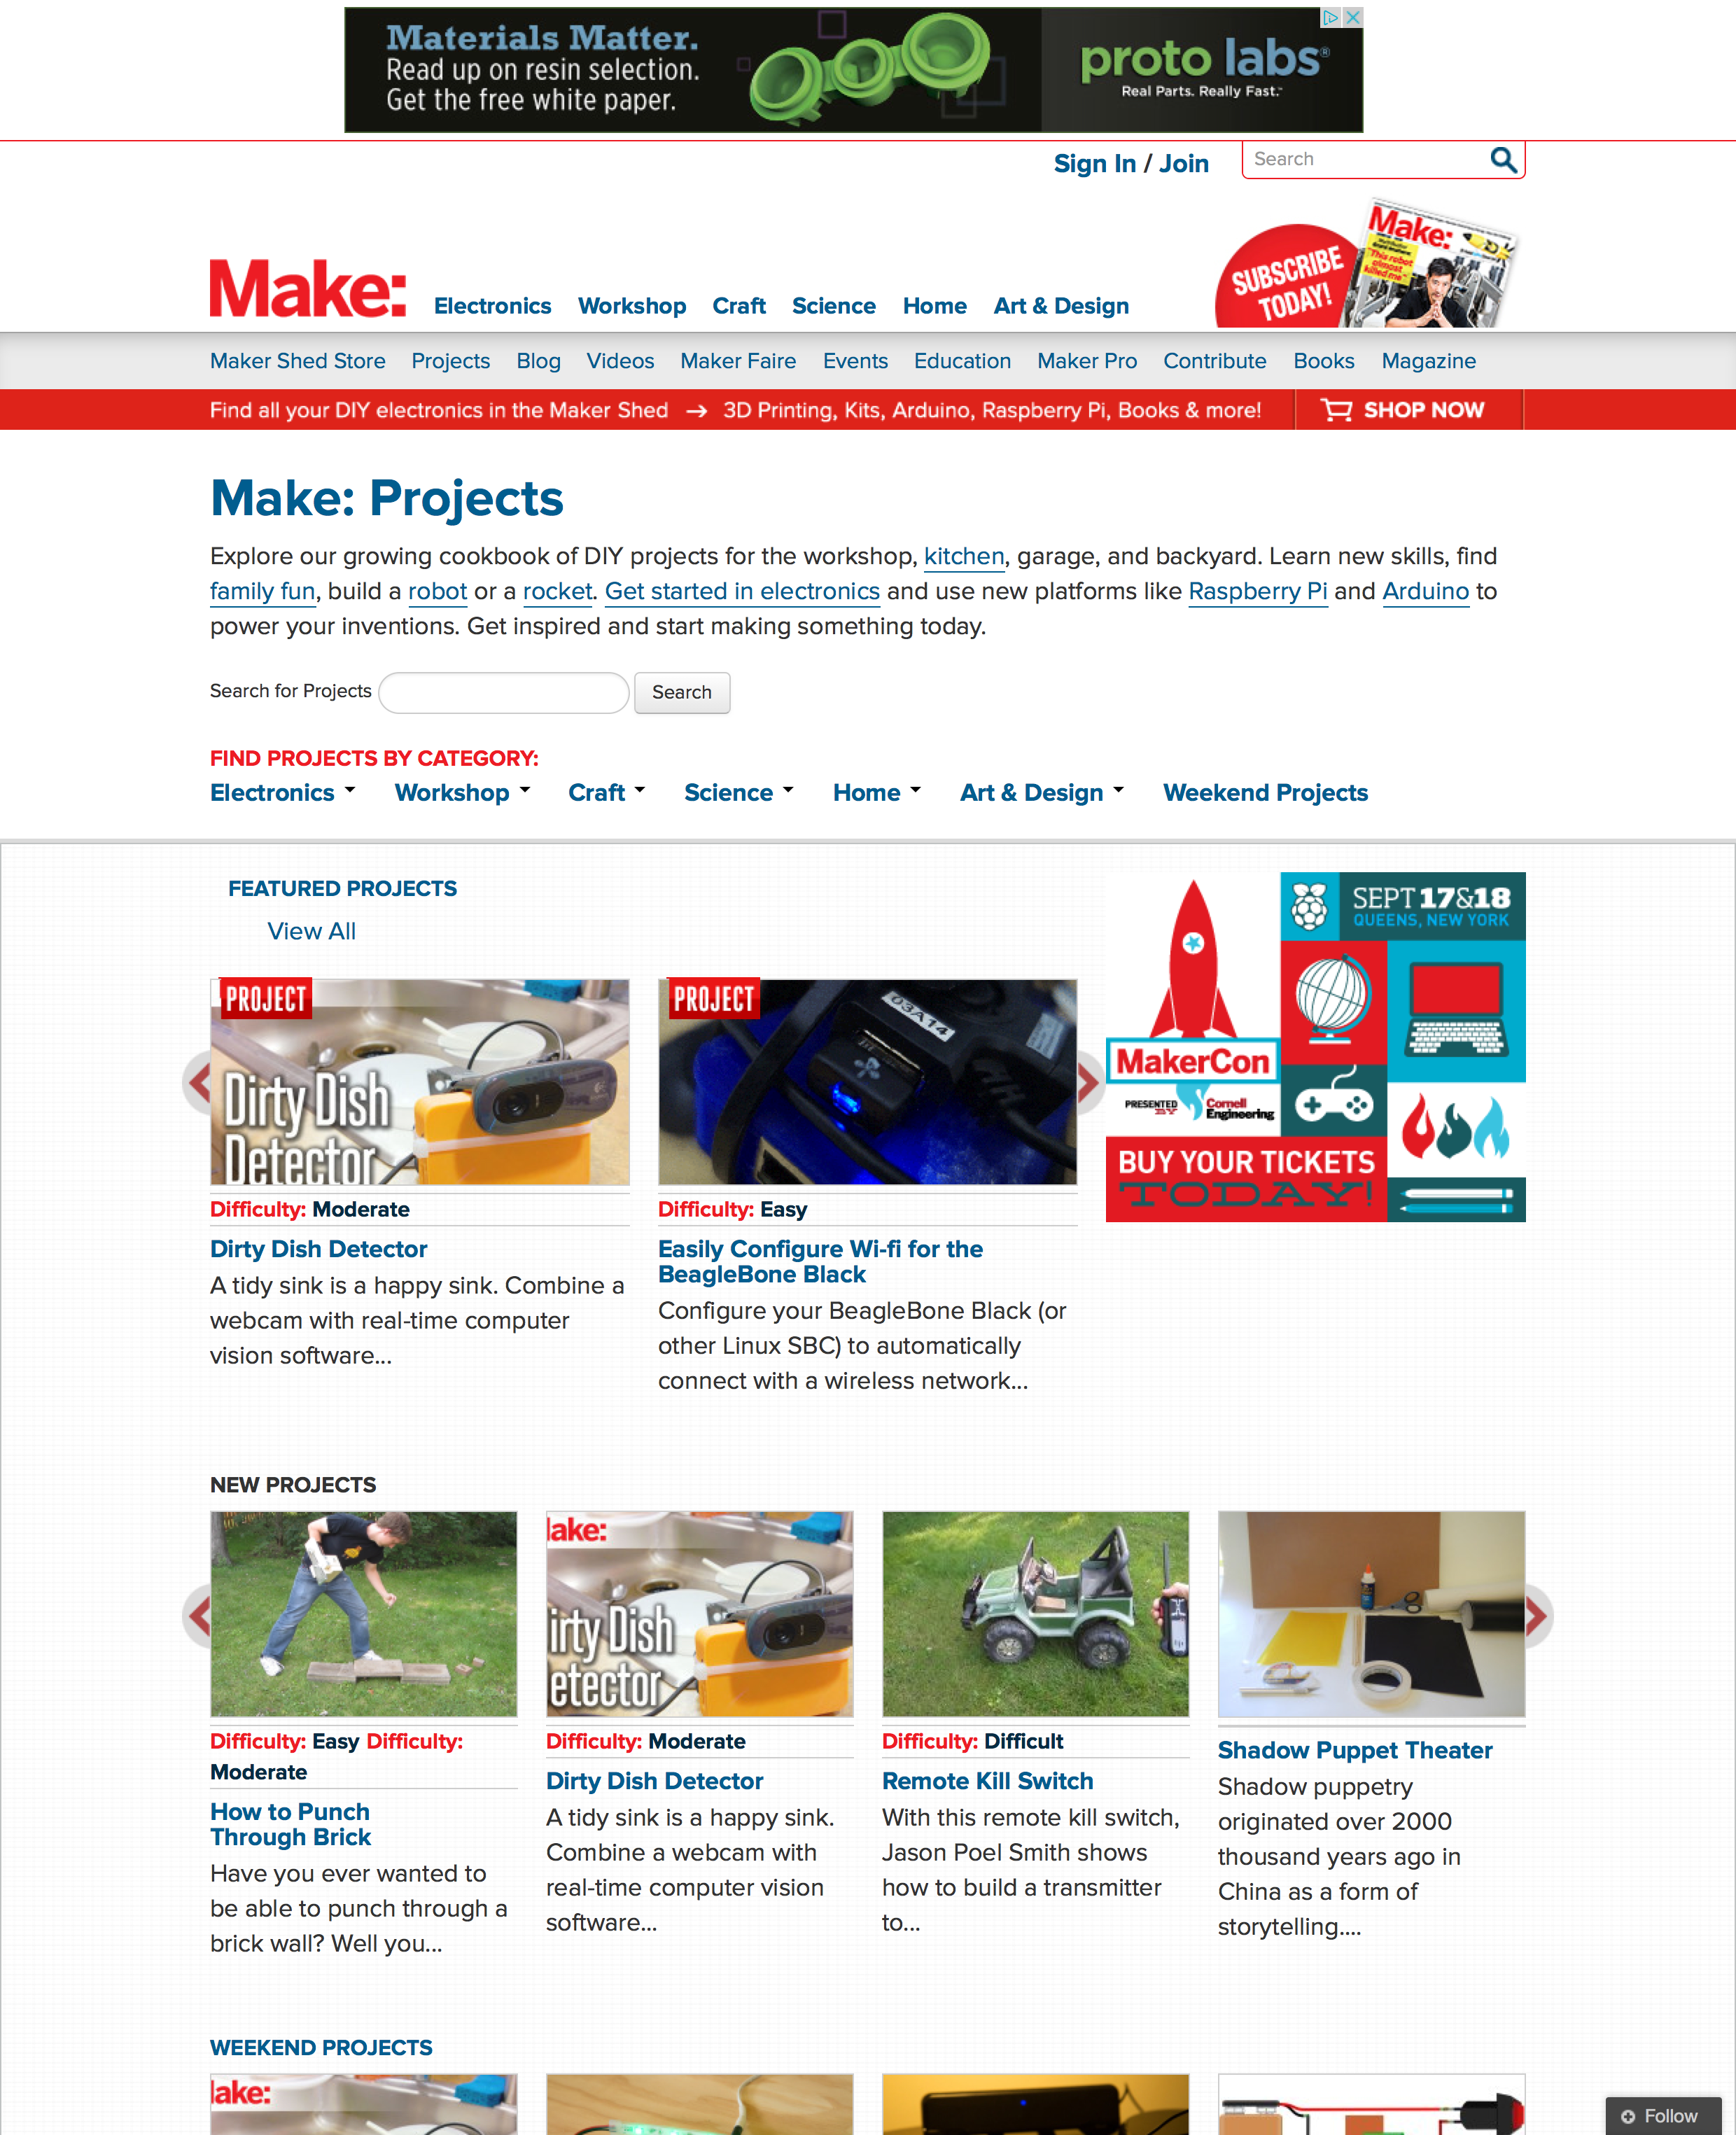 Materials Matter.
Read up on resin selection.
Get the free white paper.
proto labs®
Real Parts. Really Fast.™
Sign In / Join
Search
Make:
Electronics Workshop Craft Science Home Art & Design
SUBSCRIBE
TODAY!
Make:
"This robot
almost
killed me"
Maker Shed Store Projects Blog Videos Maker Faire Events Education Maker Pro Contribute Books Magazine
Find all your DIY electronics in the Maker Shed → 3D Printing, Kits, Arduino, Raspberry Pi, Books & more! SHOP NOW
Make: Projects
Explore our growing cookbook of DIY projects for the workshop, kitchen, garage, and backyard. Learn new skills, find
family fun, build a robot or a rocket. Get started in electronics and use new platforms like Raspberry Pi and Arduino to
power your inventions. Get inspired and start making something today.
Search for Projects Search
FIND PROJECTS BY CATEGORY:
Electronics Workshop Craft Science Home Art & Design Weekend Projects
FEATURED PROJECTS
View All
PROJECT
Dirty Dish
Detector
Difficulty: Moderate
Dirty Dish Detector
A tidy sink is a happy sink. Combine a
webcam with real-time computer
vision software...
PROJECT
03A14
Difficulty: Easy
Easily Configure Wi-fi for the
BeagleBone Black
Configure your BeagleBone Black (or
other Linux SBC) to automatically
connect with a wireless network...
SEPT 17&18
QUEENS, NEW YORK
MakerCon
PRESENTED
BY
Cornell
Engineering
BUY YOUR TICKETS
TODAY!
NEW PROJECTS
Difficulty: Easy Difficulty:
Moderate
How to Punch
Through Brick
Have you ever wanted to
be able to punch through a
brick wall? Well you...
ake:
irty Dish
etector
Difficulty: Moderate
Dirty Dish Detector
A tidy sink is a happy sink.
Combine a webcam with
real-time computer vision
software...
Difficulty: Difficult
Remote Kill Switch
With this remote kill switch,
Jason Poel Smith shows
how to build a transmitter
to...
Shadow Puppet Theater
Shadow puppetry
originated over 2000
thousand years ago in
China as a form of
storytelling....
WEEKEND PROJECTS
ake:
Follow